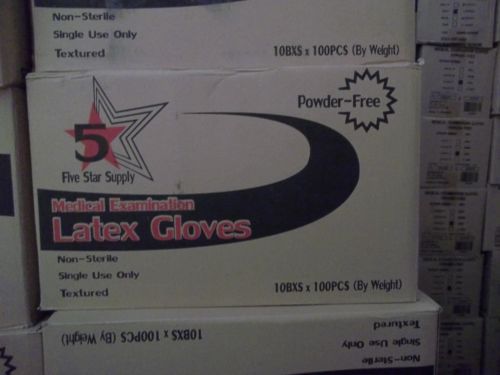 Non-Sterile
Single Use Only
Textured
10BXS x 100PCS (By Weight)
Powder-Free
5
Five Star Supply
Medical Examination
Latex Gloves
Non-Sterile
Single Use Only
Textured
10BXS x 100PCS (By Weight)
10BXS x 100PCS (By Weight)
Textured
Single Use Only
Non-Sterile